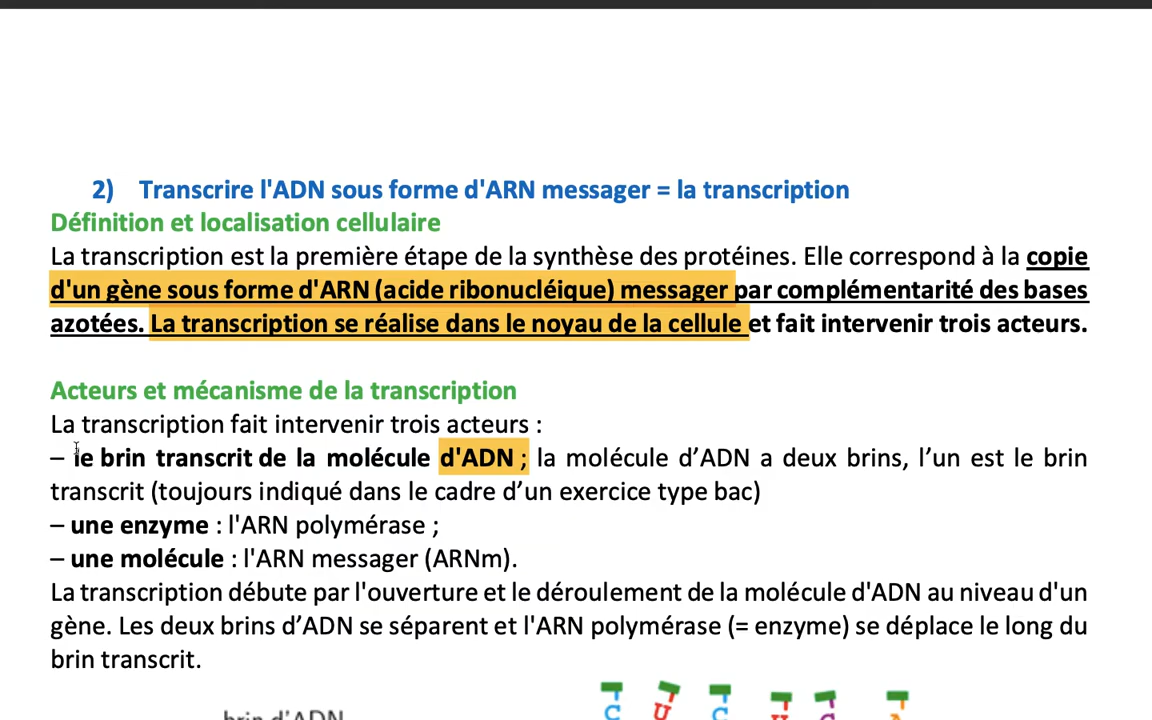 2) Transcrire l'ADN sous forme d'ARN messager = la transcription
Définition et localisation cellulaire
La transcription est la première étape de la synthèse des protéines. Elle correspond à la copie
d'un gène sous forme d'ARN (acide ribonucléique) messager par complémentarité des bases
azotées. La transcription se réalise dans le noyau de la cellule et fait intervenir trois acteurs.
Acteurs et mécanisme de la transcription
La transcription fait intervenir trois acteurs :
– le brin transcrit de la molécule d'ADN ; la molécule d’ADN a deux brins, l’un est le brin
transcrit (toujours indiqué dans le cadre d’un exercice type bac)
– une enzyme : l'ARN polymérase ;
– une molécule : l'ARN messager (ARNm).
La transcription débute par l'ouverture et le déroulement de la molécule d'ADN au niveau d'un
gène. Les deux brins d’ADN se séparent et l'ARN polymérase (= enzyme) se déplace le long du
brin transcrit.
brin d’ADN
C U C